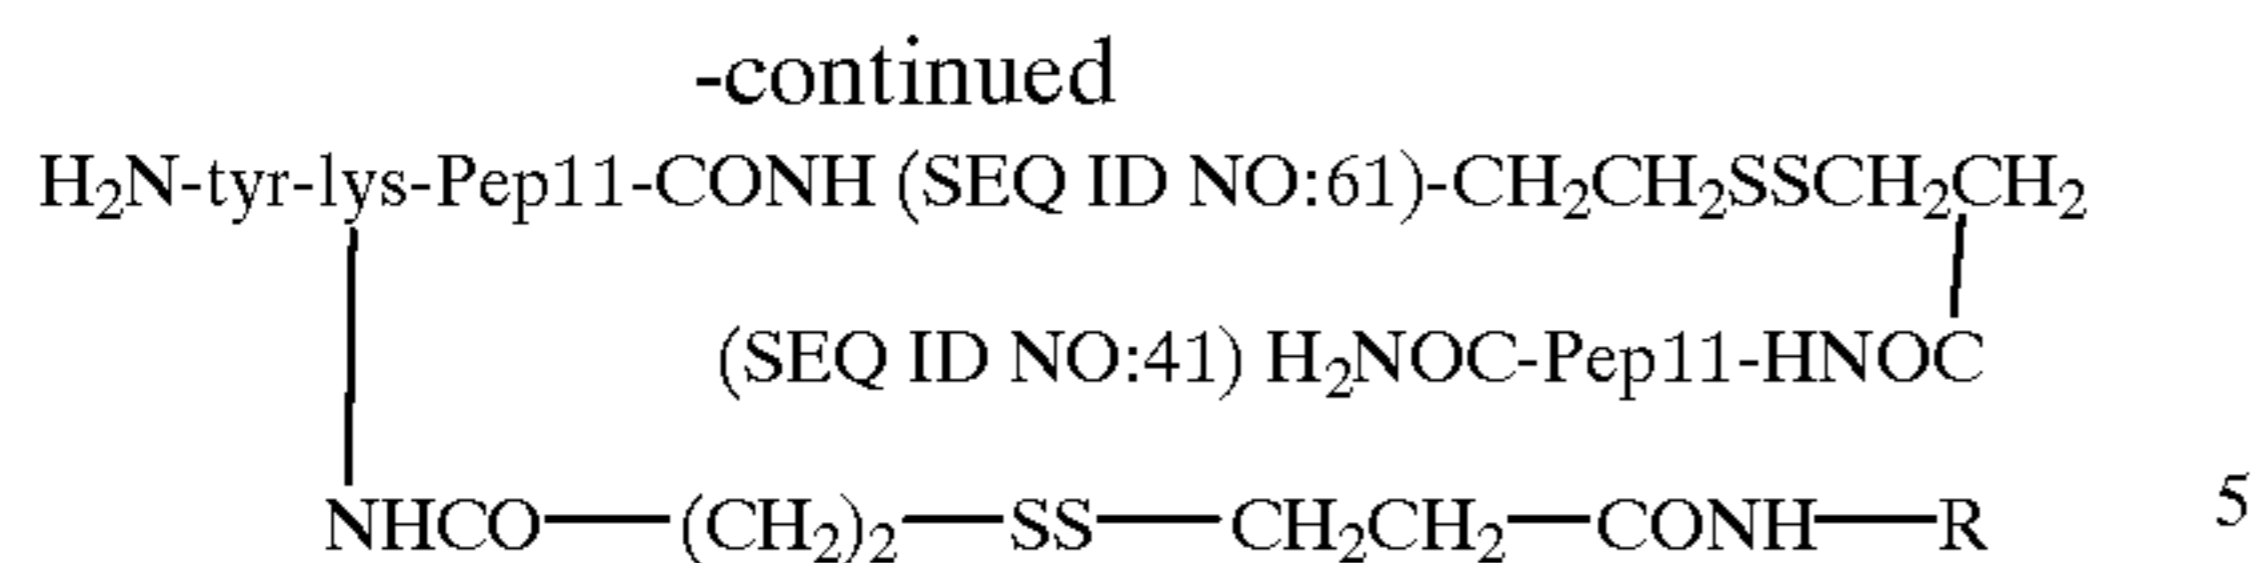 -continued
H₂N-tyr-lys-Pep11-CONH (SEQ ID NO:61)-CH₂CH₂SSCH₂CH₂
(SEQ ID NO:41) H₂NOC-Pep11-HNOC
NHCO—(CH₂)₂—SS—CH₂CH₂—CONH—R 5